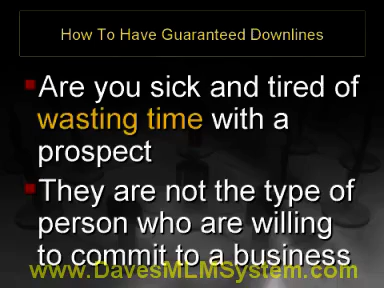 How To Have Guaranteed Downlines
Are you sick and tired of
wasting time with a
prospect
They are not the type of
person who are willing
to commit to a business
www.DavesMLMSystem.com